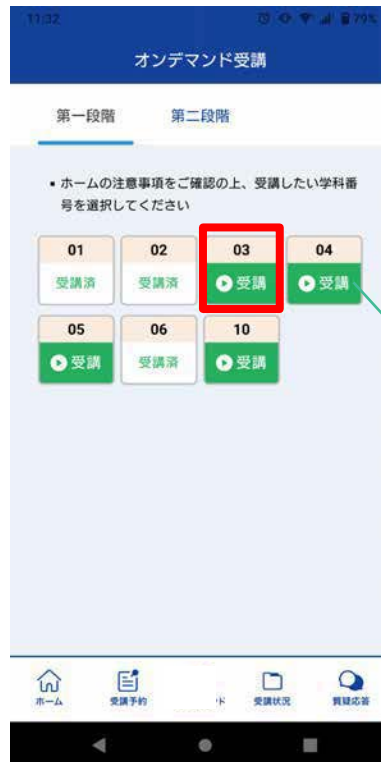 11:32 79%
オンデマンド受講
第一段階 第二段階
• ホームの注意事項をご確認の上、受講したい学科番
号を選択してください
01 02 03 04
受講済 受講済 受講 受講
05 06 10
受講 受講済 受講
ホーム 受講予約 ド 受講状況 質疑応答